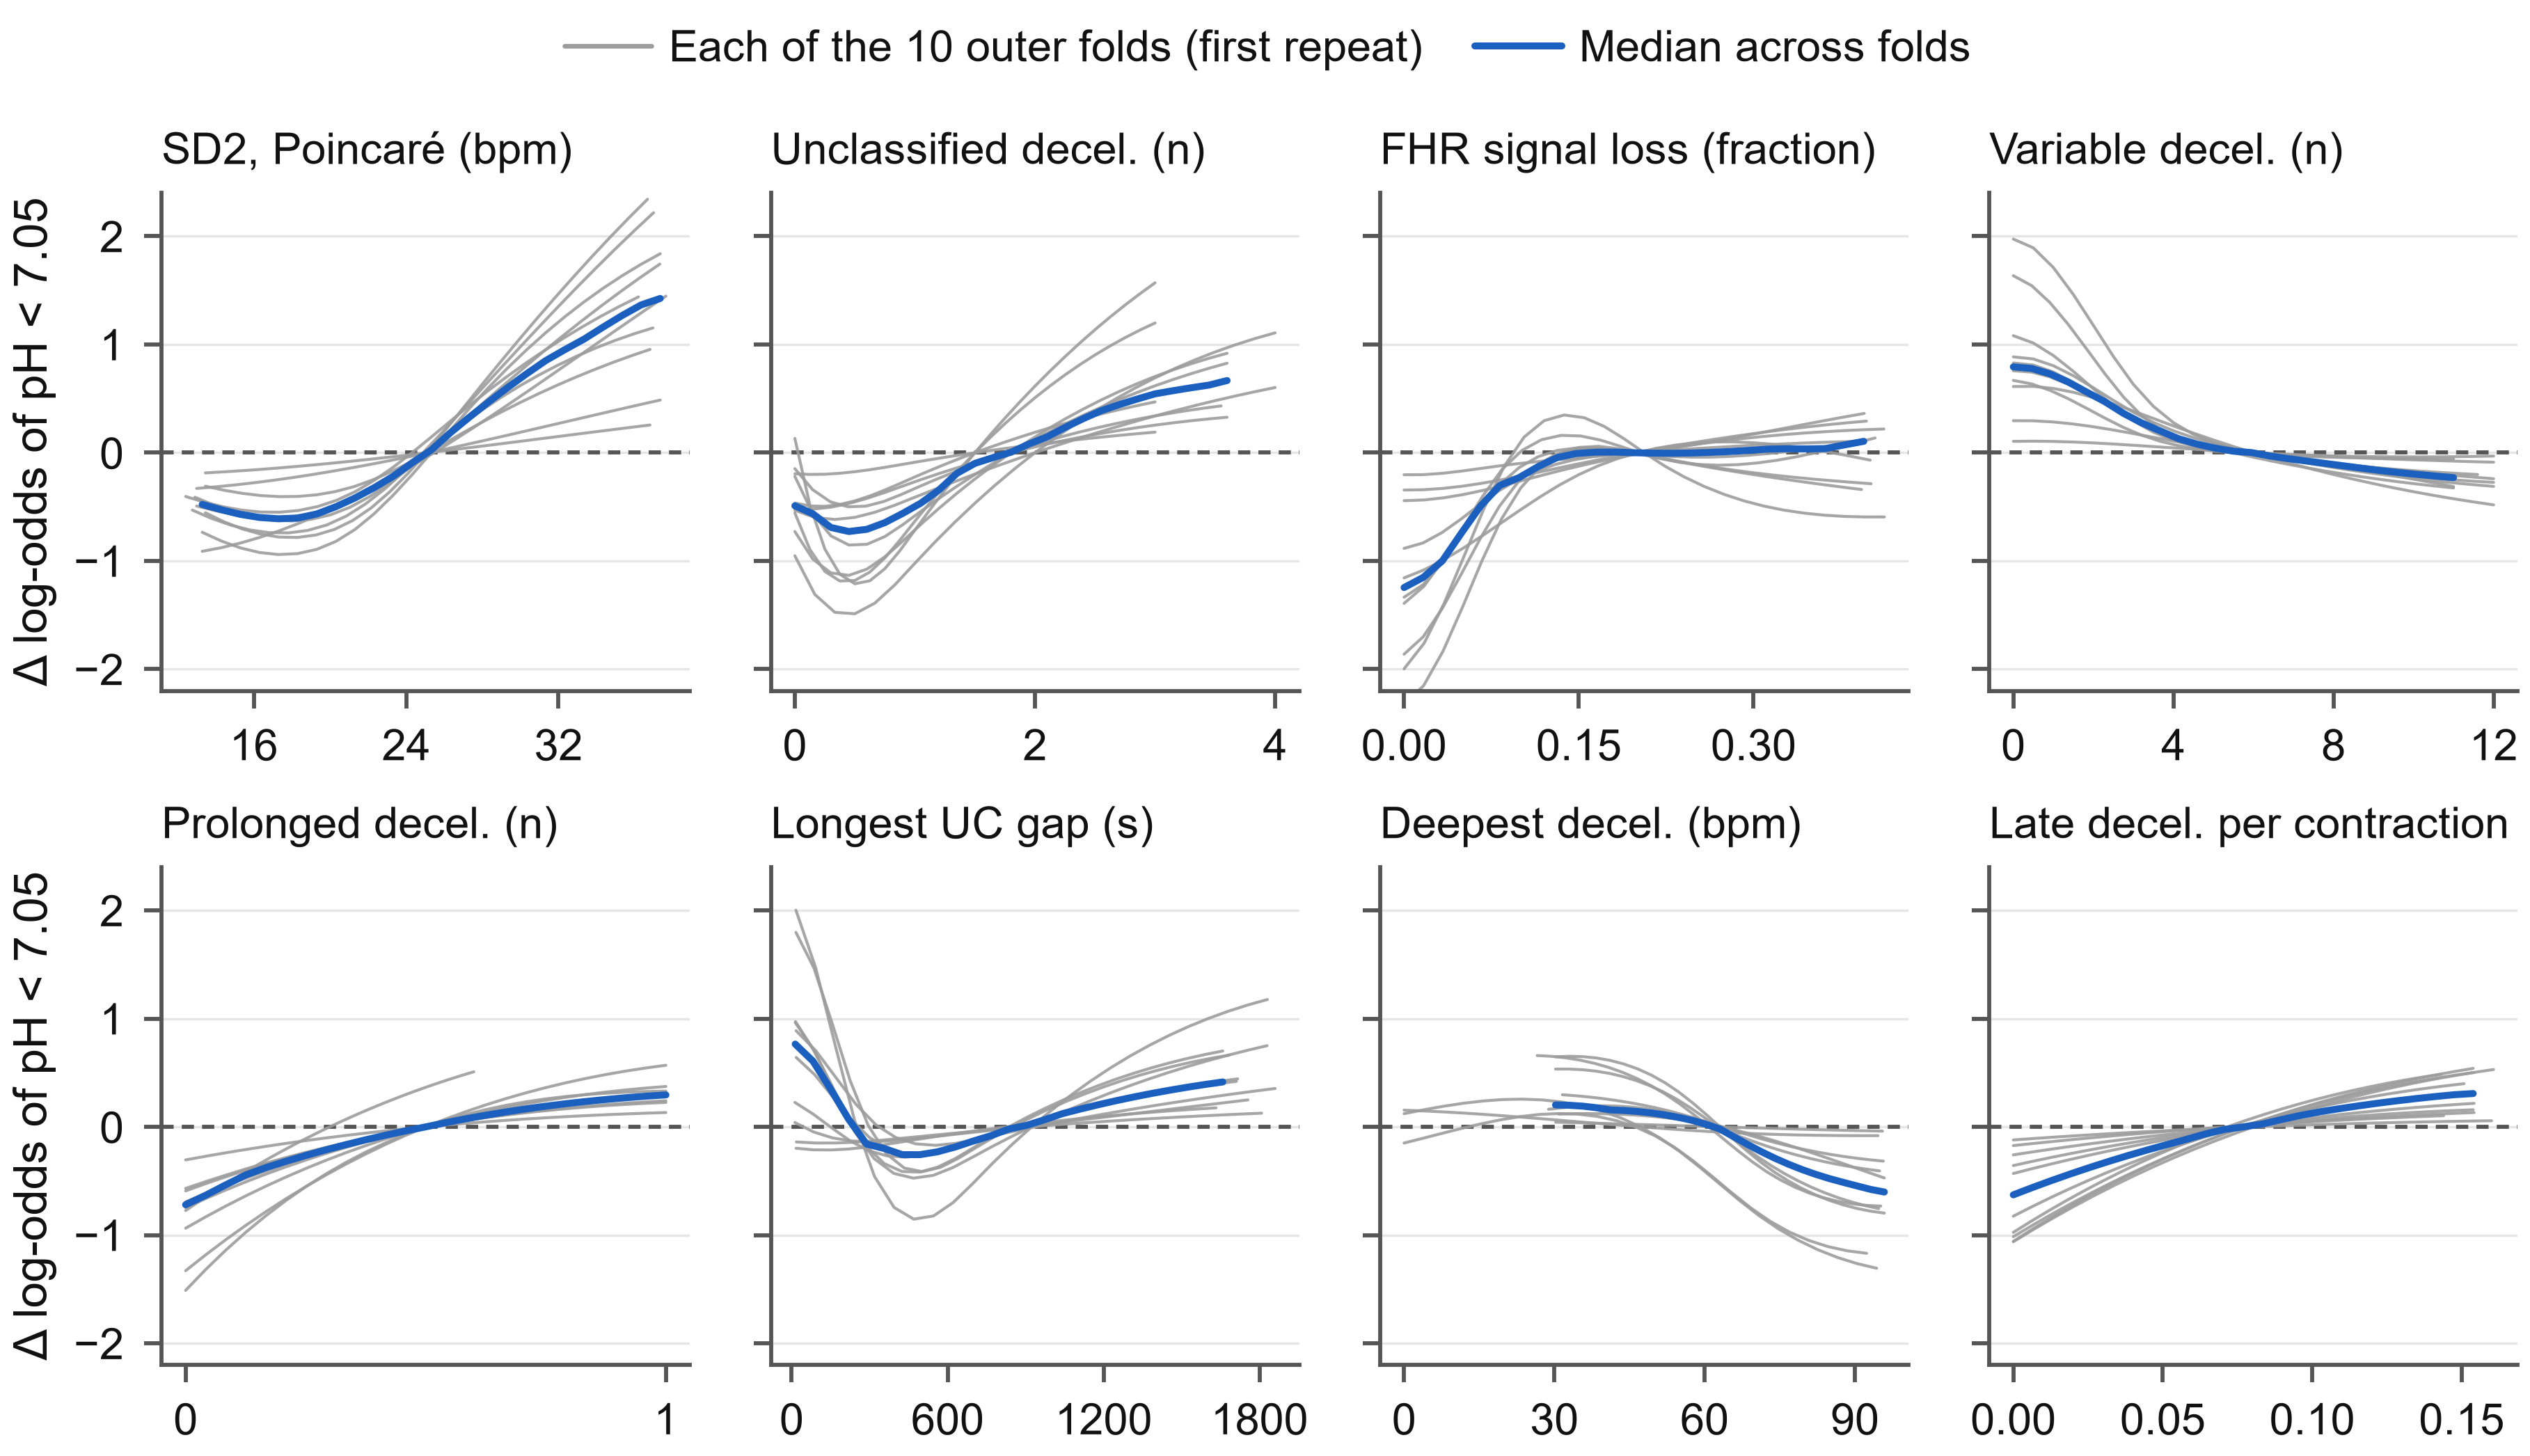 Each of the 10 outer folds (first repeat) Median across folds
SD2, Poincaré (bpm) Unclassified decel. (n) FHR signal loss (fraction) Variable decel. (n)
Δ log-odds of pH < 7.05
2
1
0
−1
−2
16 24 32 0 2 4 0.00 0.15 0.30 0 4 8 12
Prolonged decel. (n) Longest UC gap (s) Deepest decel. (bpm) Late decel. per contraction
Δ log-odds of pH < 7.05
2
1
0
−1
−2
0 1 0 600 1200 1800 0 30 60 90 0.00 0.05 0.10 0.15